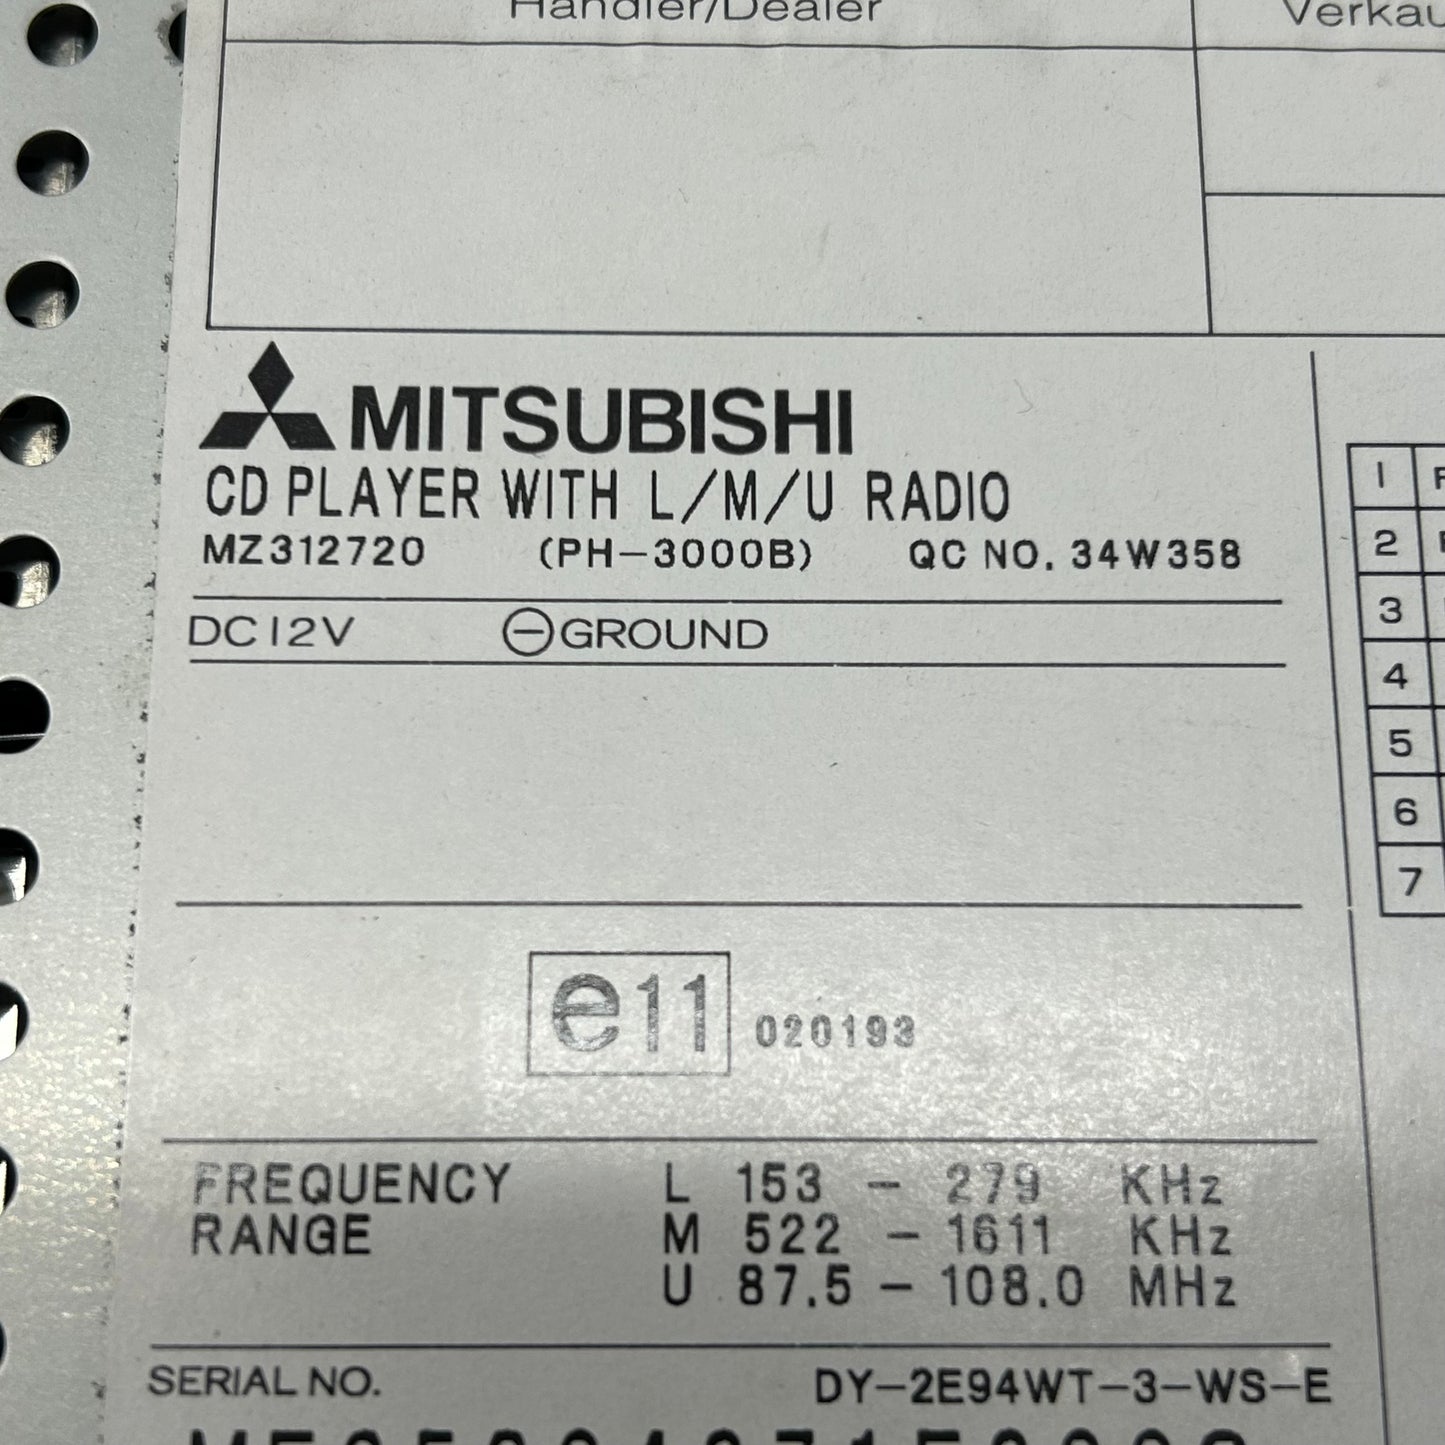 Handler/Dealer
MITSUBISHI
CD PLAYER WITH L/M/U RADIO
MZ312720 (PH-3000B) QC NO. 34W358
DC12V ⊖GROUND
1
2
3
4
5
6
7
e11 020193
FREQUENCY RANGE
L 153 - 279 KHz
M 522 - 1611 KHz
U 87.5 - 108.0 MHz
SERIAL NO. DY-2E94WT-3-WS-E